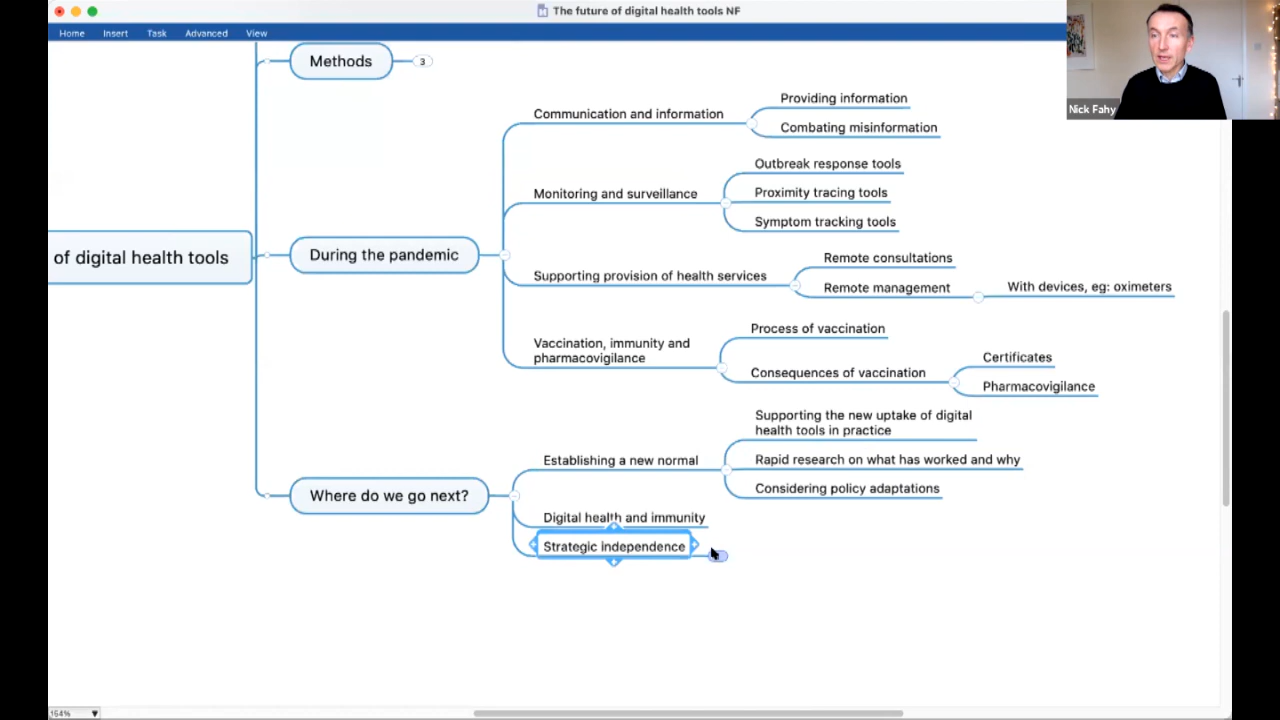 The future of digital health tools NF
Home Insert Task Advanced View
Nick Fahy
Methods
3
of digital health tools
During the pandemic
Communication and information
Providing information
Combating misinformation
Monitoring and surveillance
Outbreak response tools
Proximity tracing tools
Symptom tracking tools
Supporting provision of health services
Remote consultations
Remote management
With devices, eg: oximeters
Vaccination, immunity and
pharmacovigilance
Process of vaccination
Consequences of vaccination
Certificates
Pharmacovigilance
Where do we go next?
Establishing a new normal
Supporting the new uptake of digital
health tools in practice
Rapid research on what has worked and why
Considering policy adaptations
Digital health and immunity
Strategic independence
164%